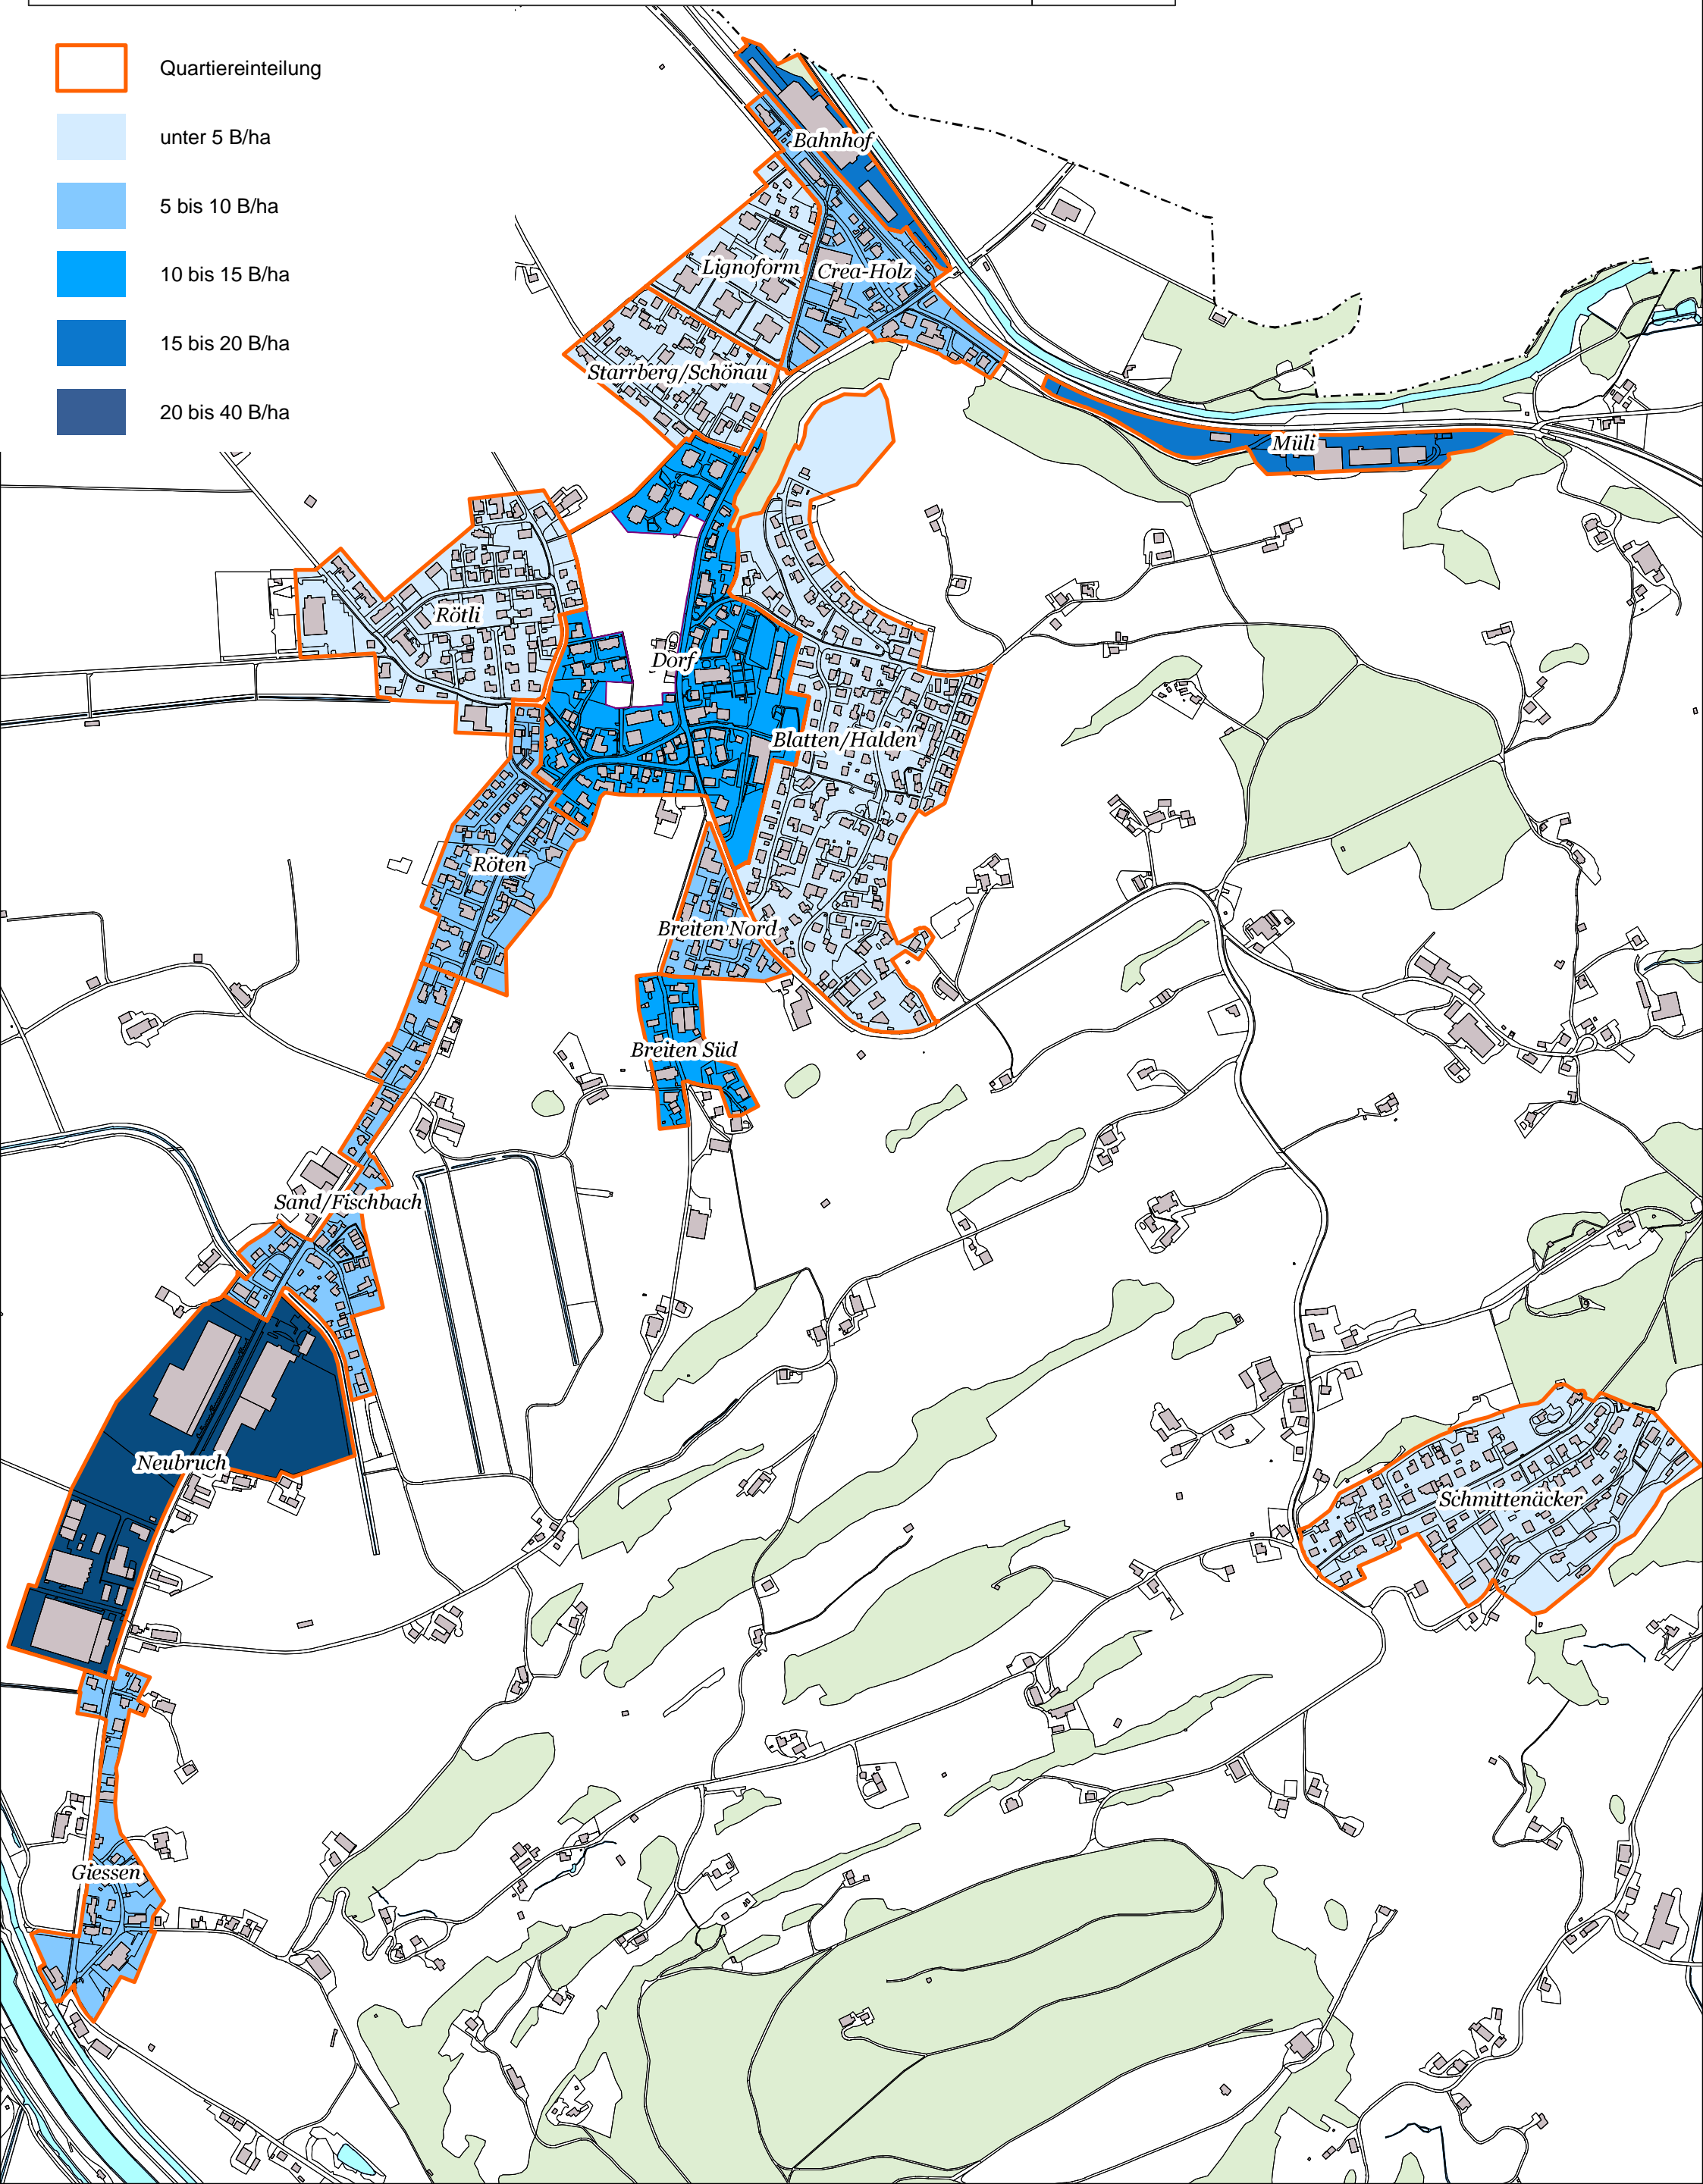 Quartiereinteilung
unter 5 B/ha
5 bis 10 B/ha
10 bis 15 B/ha
15 bis 20 B/ha
20 bis 40 B/ha
Bahnhof
Lignoform
Crea-Holz
Starrberg/Schönau
Müli
Rötli
Dorf
Blatten/Halden
Röten
Breiten Nord
Breiten Süd
Sand/Fischbach
Neubruch
Schmittenäcker
Giessen